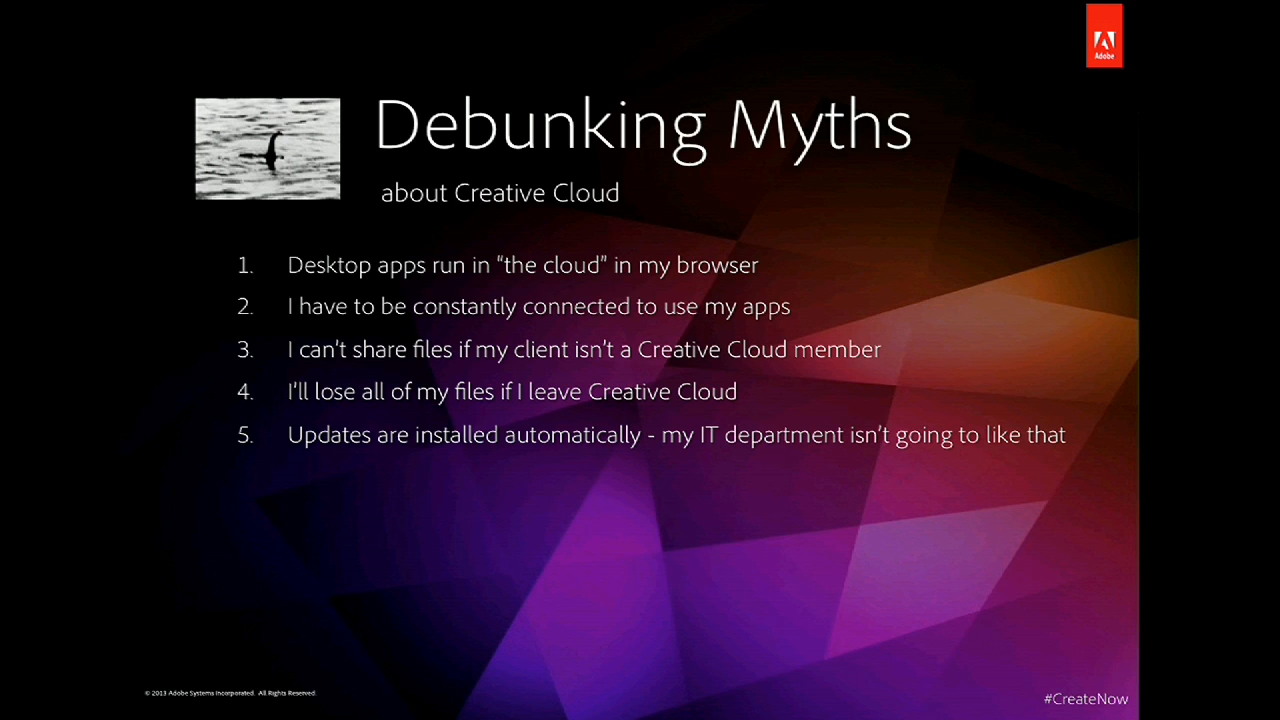 Adobe
Debunking Myths
about Creative Cloud
1. Desktop apps run in “the cloud” in my browser
2. I have to be constantly connected to use my apps
3. I can’t share files if my client isn’t a Creative Cloud member
4. I’ll lose all of my files if I leave Creative Cloud
5. Updates are installed automatically - my IT department isn’t going to like that
© 2013 Adobe Systems Incorporated. All Rights Reserved.
#CreateNow